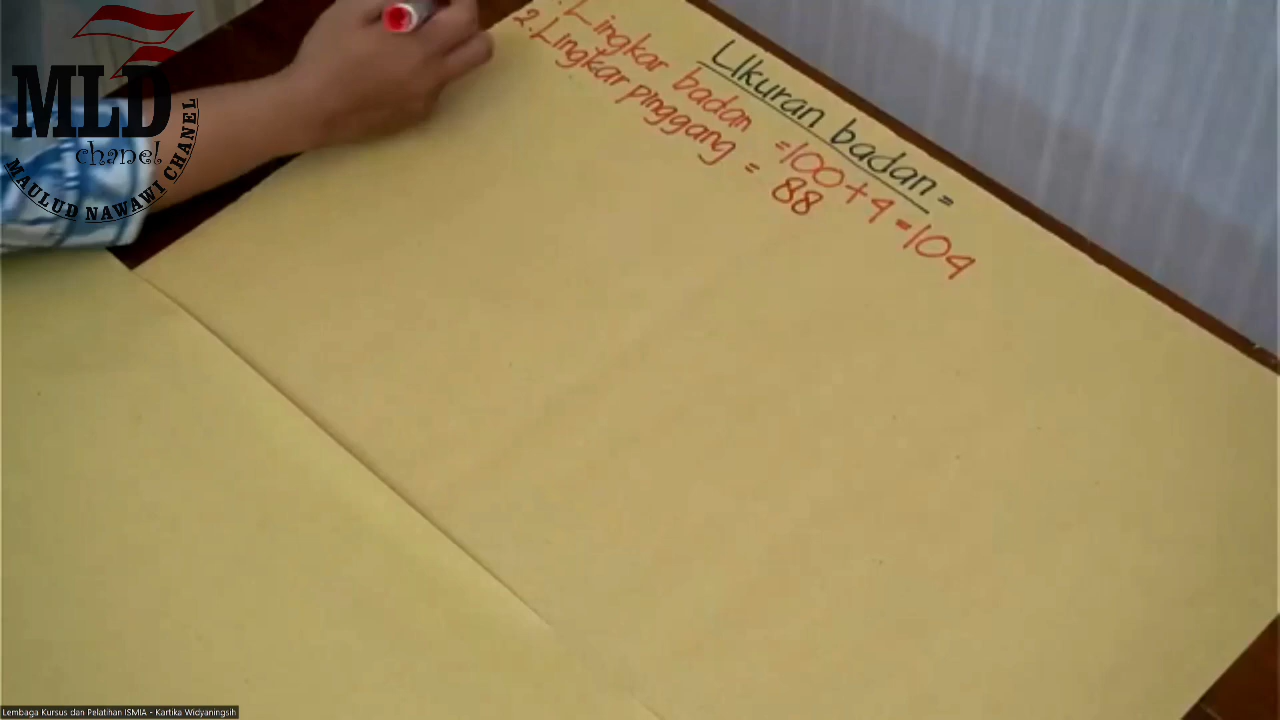 MLD
chanel
MAULUD NAWAWI CHANEL
Ukuran badan =
1. Lingkar badan = 100 + 4 = 104
2. Lingkar pinggang = 88
Lembaga Kursus dan Pelatihan ISMIA - Kartika Widyaningsih